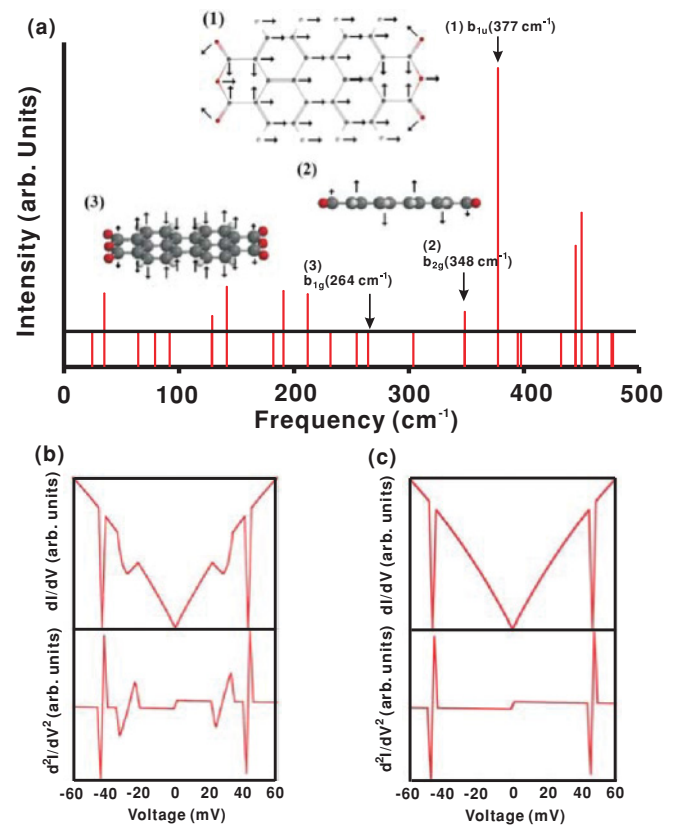 (a)
(1)
(1) b1u(377 cm-1)
(2)
(3)
(2)
b2g(348 cm-1)
(3)
b1g(264 cm-1)
Intensity (arb. Units)
0 100 200 300 400 500
Frequency (cm-1)
(b)
(c)
dI/dV (arb. units)
dI/dV (arb. units)
d2I/dV2 (arb. units)
d2I/dV2 (arb. units)
-60 -40 -20 0 20 40 60
-60 -40 -20 0 20 40 60
Voltage (mV)
Voltage (mV)